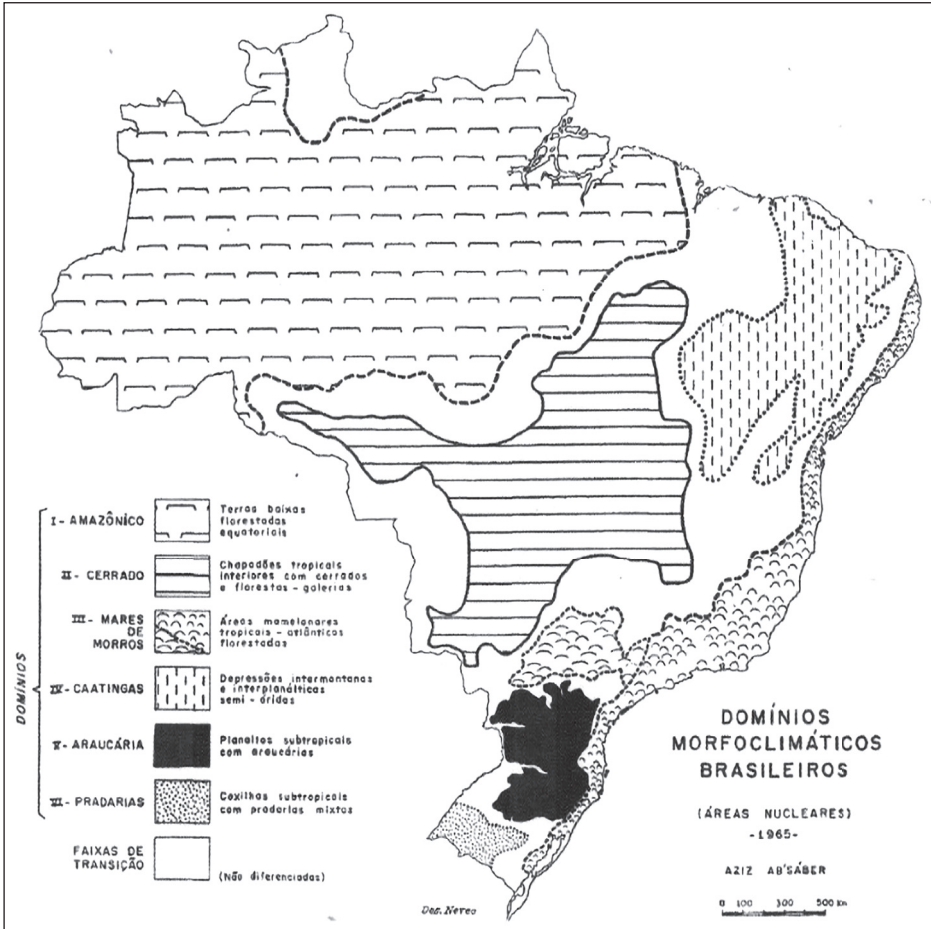 DOMÍNIOS
I - AMAZÔNICO
Terras baixas
florestadas
equatoriais
II - CERRADO
Chapadões tropicais
interiores com cerrados
e florestas - galerias
III - MARES
DE
MORROS
Áreas mamelonares
tropicais - atlânticas
florestadas
IV - CAATINGAS
Depressões intermontanas
e interplanálticas
semi - áridas
V - ARAUCÁRIA
Planaltos subtropicais
com araucárias
VI - PRADARIAS
Coxilhas subtropicais
com pradarias mixtas
FAIXAS DE
TRANSIÇÃO
(Não diferenciadas)
DOMÍNIOS
MORFOCLIMÁTICOS
BRASILEIROS
(ÁREAS NUCLEARES)
-1965-
AZIZ AB'SÁBER
0 100 300 500 Km
Des. Neveo